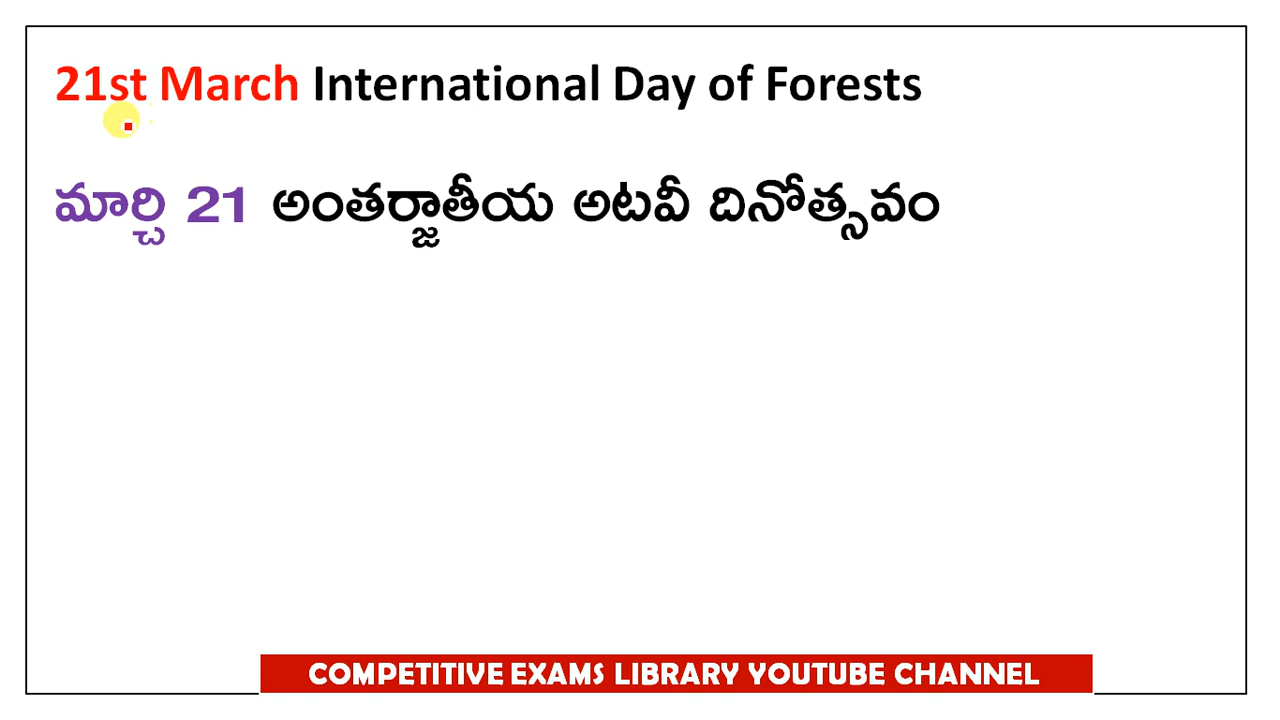 21st March International Day of Forests
మార్చి 21 అంతర్జాతీయ అటవీ దినోత్సవం
COMPETITIVE EXAMS LIBRARY YOUTUBE CHANNEL